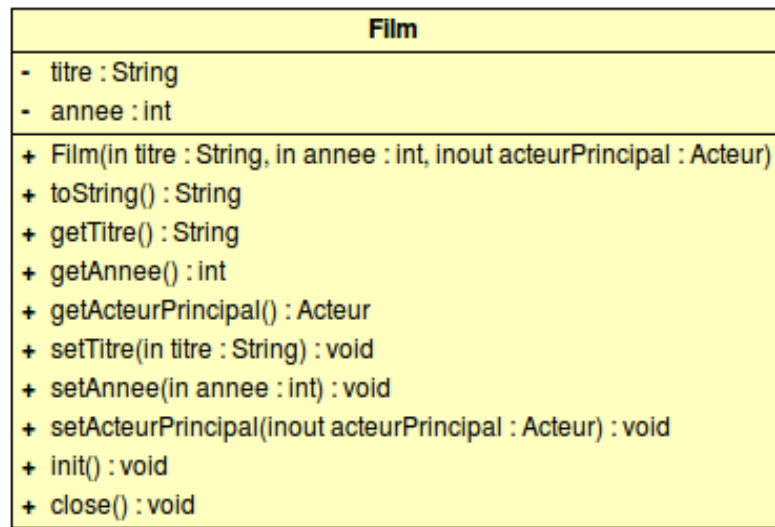 Film
- titre : String
- annee : int
+ Film(in titre : String, in annee : int, inout acteurPrincipal : Acteur)
+ toString() : String
+ getTitre() : String
+ getAnnee() : int
+ getActeurPrincipal() : Acteur
+ setTitre(in titre : String) : void
+ setAnnee(in annee : int) : void
+ setActeurPrincipal(inout acteurPrincipal : Acteur) : void
+ init() : void
+ close() : void